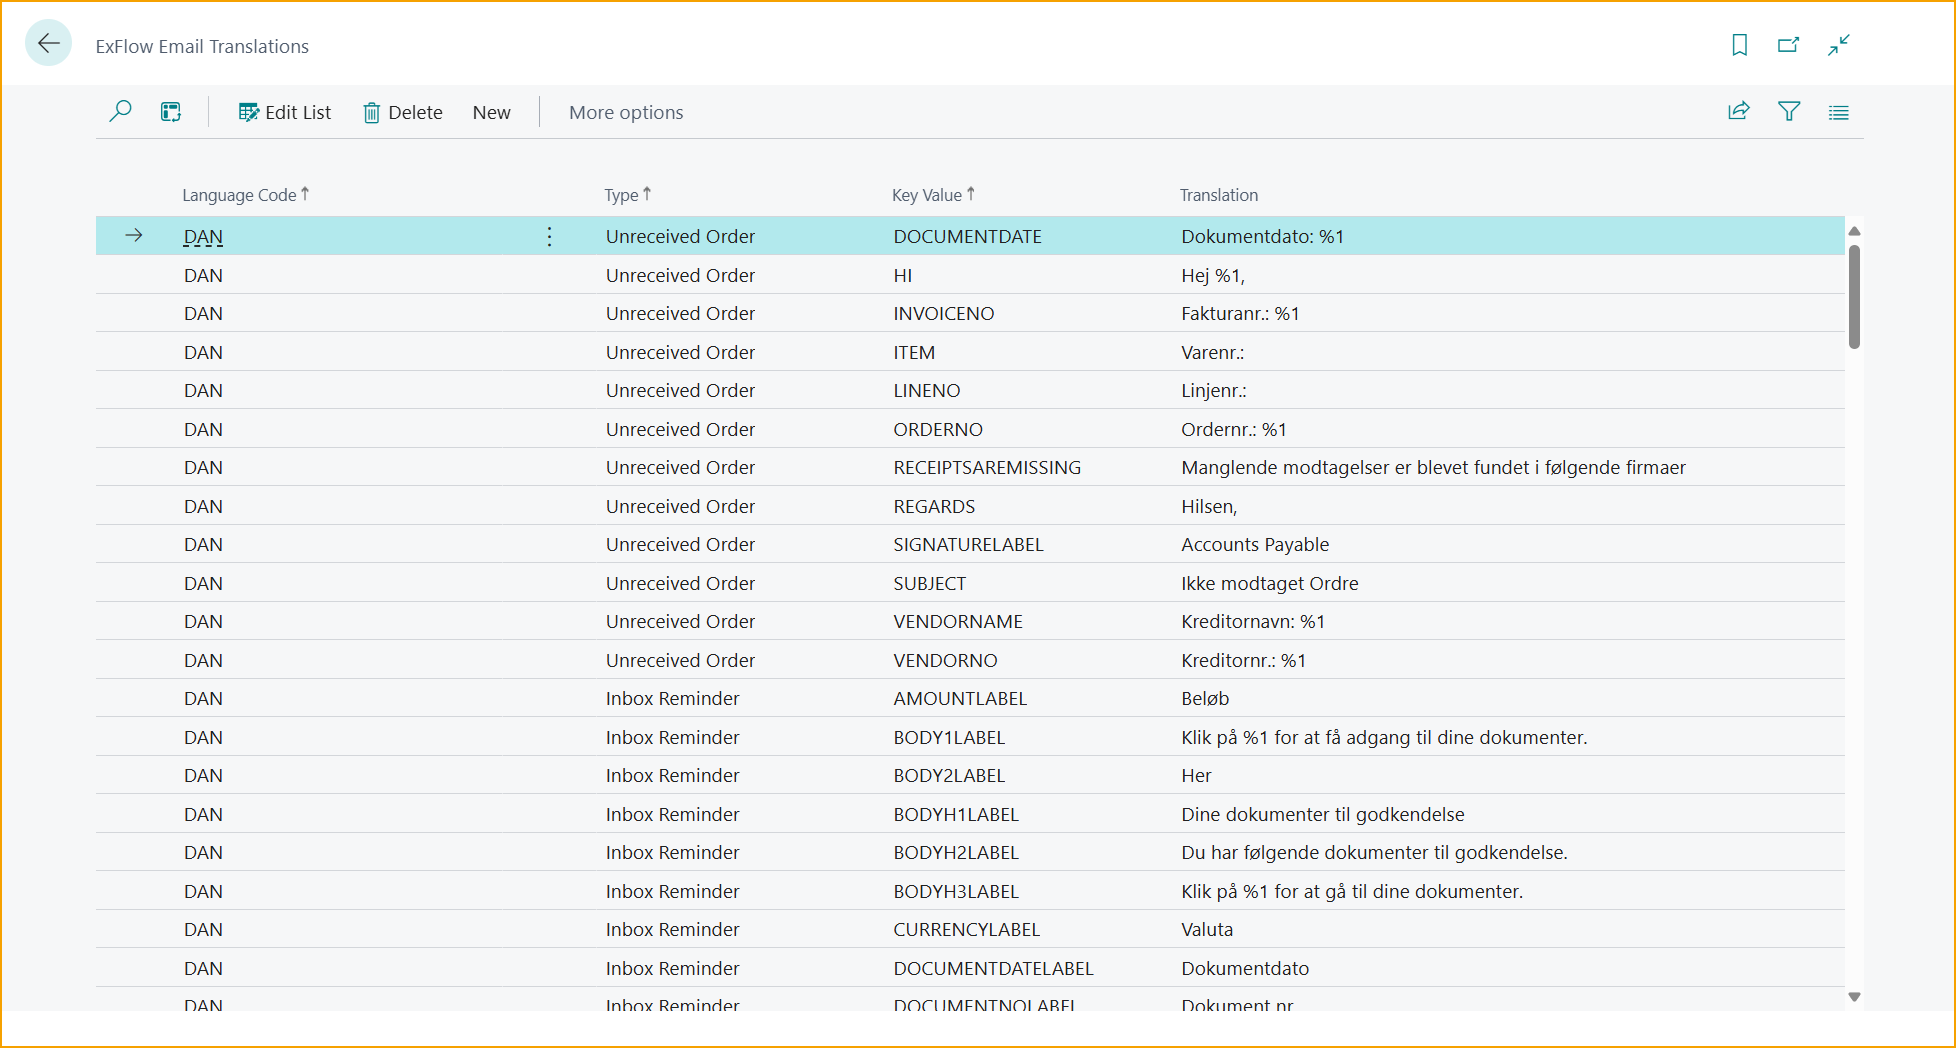 ExFlow Email Translations
Edit List Delete New More options
Language Code Type Key Value Translation
DAN Unreceived Order DOCUMENTDATE Dokumentdato: %1
DAN Unreceived Order HI Hej %1,
DAN Unreceived Order INVOICENO Fakturanr.: %1
DAN Unreceived Order ITEM Varenr.:
DAN Unreceived Order LINENO Linjenr.:
DAN Unreceived Order ORDERNO Ordernr.: %1
DAN Unreceived Order RECEIPTSAREMISSING Manglende modtagelser er blevet fundet i følgende firmaer
DAN Unreceived Order REGARDS Hilsen,
DAN Unreceived Order SIGNATURELABEL Accounts Payable
DAN Unreceived Order SUBJECT Ikke modtaget Ordre
DAN Unreceived Order VENDORNAME Kreditornavn: %1
DAN Unreceived Order VENDORNO Kreditornr.: %1
DAN Inbox Reminder AMOUNTLABEL Beløb
DAN Inbox Reminder BODY1LABEL Klik på %1 for at få adgang til dine dokumenter.
DAN Inbox Reminder BODY2LABEL Her
DAN Inbox Reminder BODYH1LABEL Dine dokumenter til godkendelse
DAN Inbox Reminder BODYH2LABEL Du har følgende dokumenter til godkendelse.
DAN Inbox Reminder BODYH3LABEL Klik på %1 for at gå til dine dokumenter.
DAN Inbox Reminder CURRENCYLABEL Valuta
DAN Inbox Reminder DOCUMENTDATELABEL Dokumentdato
DAN Inbox Reminder DOCUMENTNOLABEL Dokument nr